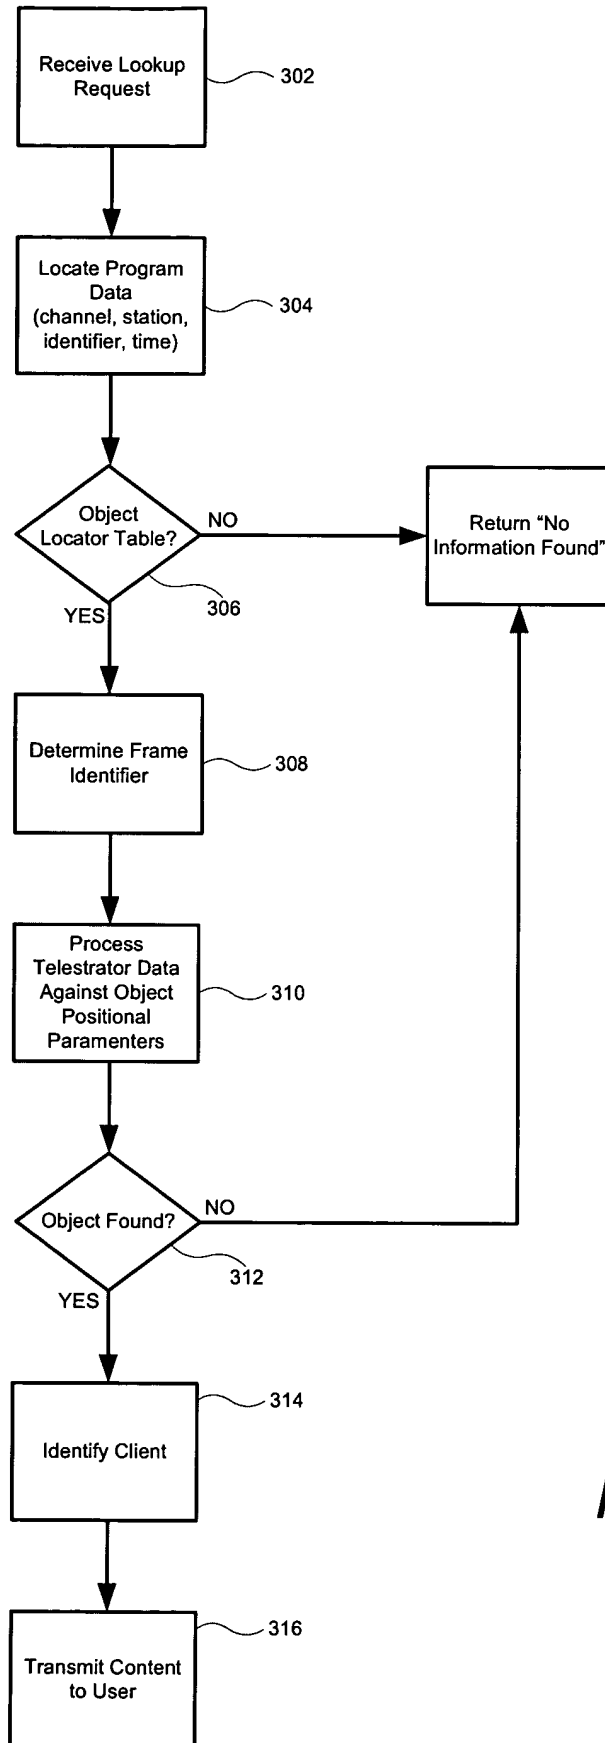 Receive Lookup
Request
302
Locate Program
Data
(channel, station,
identifier, time)
304
Object
Locator Table?
NO
306
YES
Return “No
Information Found”
Determine Frame
Identifier
308
Process
Telestrator Data
Against Object
Positional
Paramenters
310
Object Found?
NO
312
YES
Identify Client
314
Transmit Content
to User
316